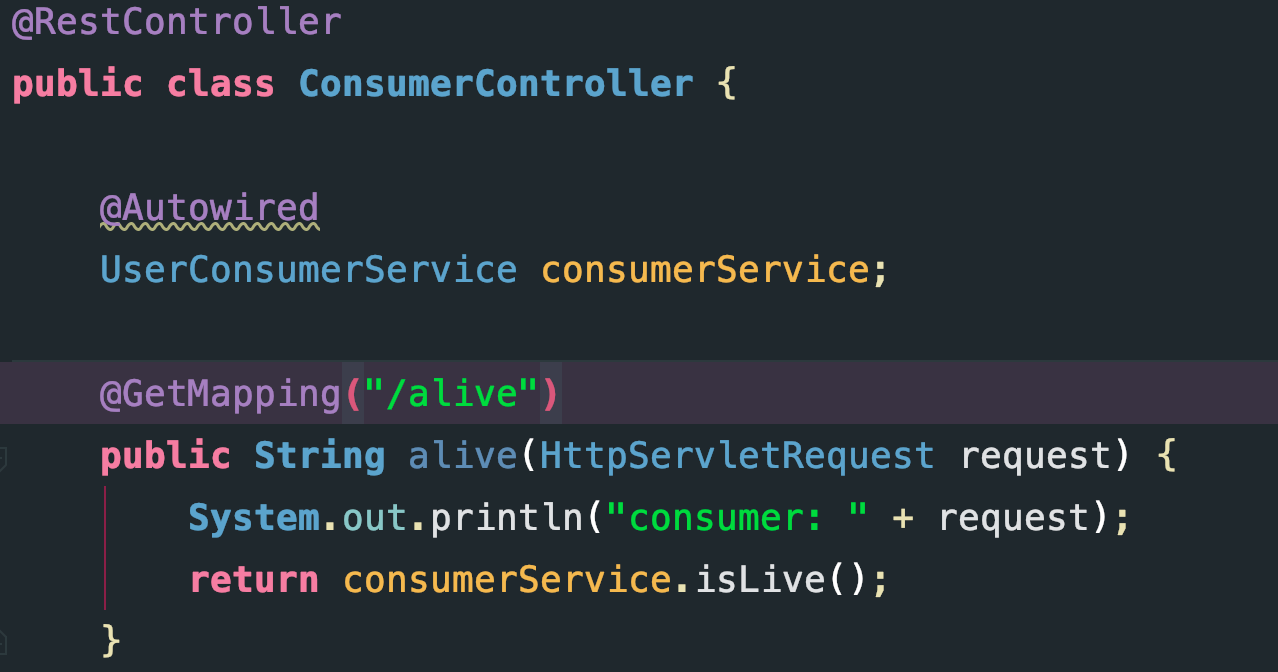 @RestController
public class ConsumerController {
@Autowired
UserConsumerService consumerService;
@GetMapping("/alive")
public String alive(HttpServletRequest request) {
System.out.println("consumer: " + request);
return consumerService.isLive();
}